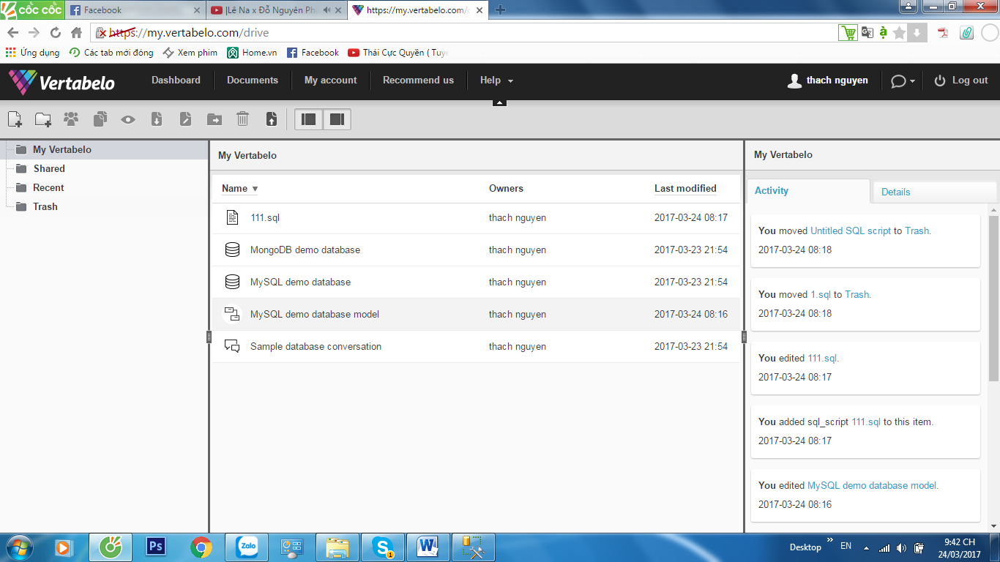 cốc cốc
Facebook
|Lê Na x Đỗ Nguyên Ph
https://my.vertabelo.com/
https://my.vertabelo.com/drive
Ứng dụng
Các tab mới đóng
Xem phim
Home.vn
Facebook
Thái Cực Quyền ( Tuyể
Vertabelo
Dashboard
Documents
My account
Recommend us
Help
thach nguyen
Log out
My Vertabelo
Shared
Recent
Trash
My Vertabelo
Name
Owners
Last modified
111.sql
thach nguyen
2017-03-24 08:17
MongoDB demo database
thach nguyen
2017-03-23 21:54
MySQL demo database
thach nguyen
2017-03-23 21:54
MySQL demo database model
thach nguyen
2017-03-24 08:16
Sample database conversation
thach nguyen
2017-03-23 21:54
My Vertabelo
Activity
Details
You moved Untitled SQL script to Trash.
2017-03-24 08:18
You moved 1.sql to Trash.
2017-03-24 08:18
You edited 111.sql.
2017-03-24 08:17
You added sql_script 111.sql to this item.
2017-03-24 08:17
You edited MySQL demo database model.
2017-03-24 08:16
Ps
Zalo
S
1
W
Desktop
EN
9:42 CH
24/03/2017